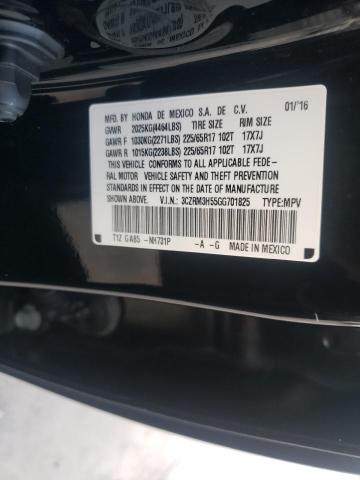 MFD. BY HONDA DE MEXICO S.A. DE C.V. 01/'16
GVWR 2025KG(4464LBS) TIRE SIZE RIM SIZE
GAWR F 1030KG(2271LBS) 225/65R17 102T 17X7J
GAWR R 1015KG(2238LBS) 225/65R17 102T 17X7J
THIS VEHICLE CONFORMS TO ALL APPLICABLE FEDE-
RAL MOTOR VEHICLE SAFETY AND THEFT PREVENTION
STANDARDS IN EFFECT ON THE DATE OF MANUFACTURE
SHOWN ABOVE. V.I.N.: 3CZRM3H55GG701825 TYPE:MPV
T1Z GA85 -NH731P -A -G MADE IN MEXICO